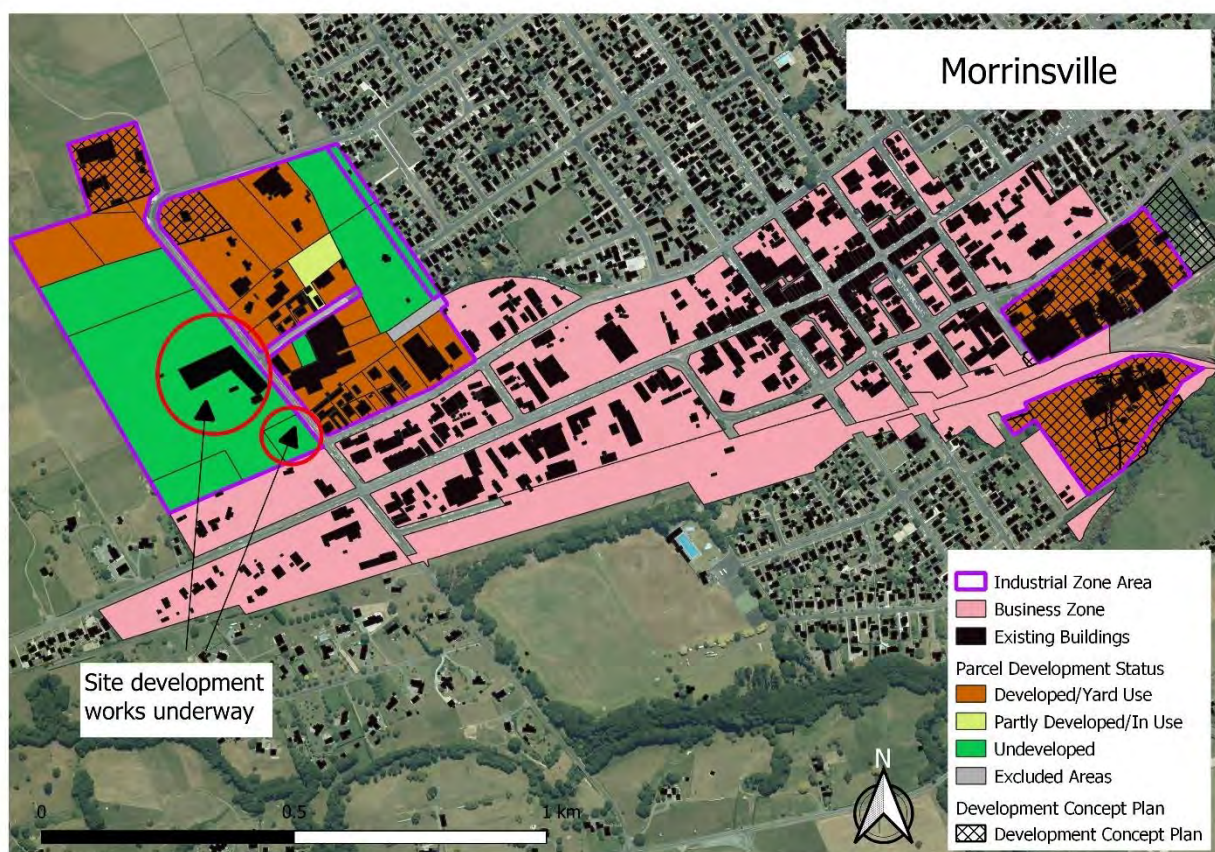 Morrinsville
Site development
works underway
Industrial Zone Area
Business Zone
Existing Buildings
Parcel Development Status
Developed/Yard Use
Partly Developed/In Use
Undeveloped
Excluded Areas
Development Concept Plan
Development Concept Plan
N
0 0.5 1 km